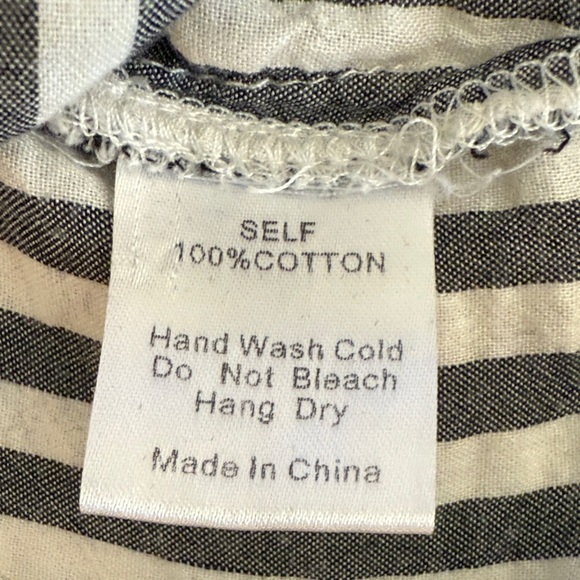 SELF
100%COTTON
Hand Wash Cold
Do Not Bleach
Hang Dry
Made In China